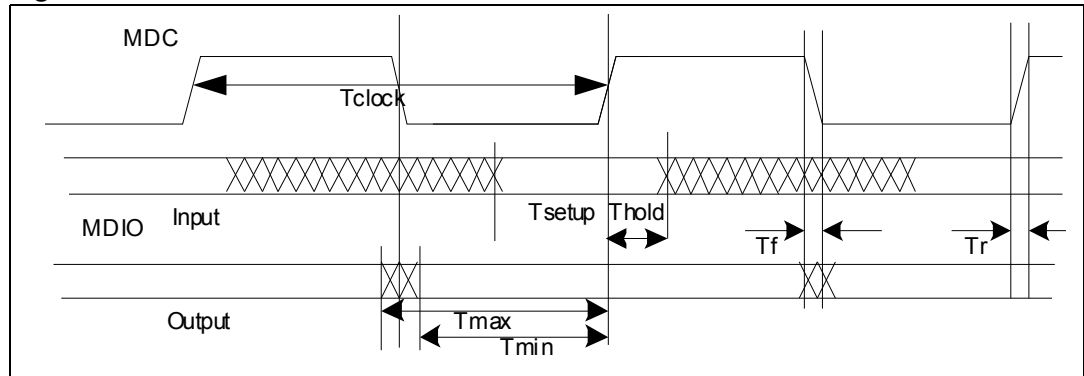 MDC
Tclock
Input
Tsetup Thold
MDIO
Tf
Tr
Output
Tmax
Tmin